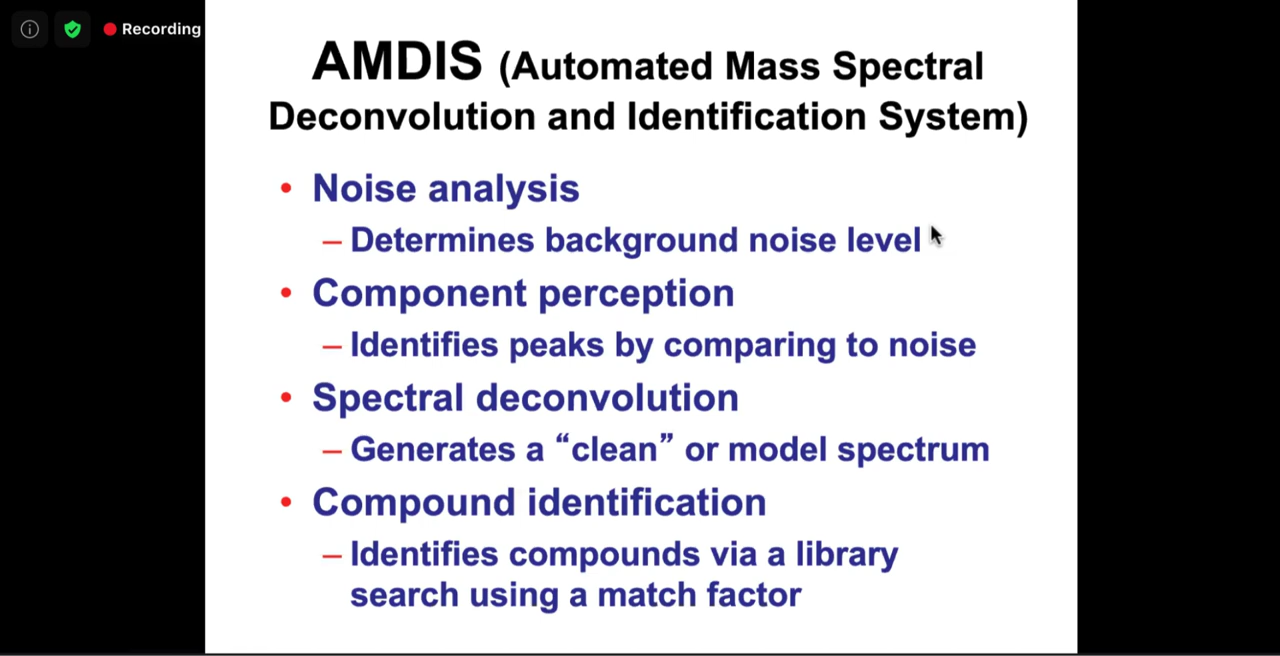 Recording
AMDIS (Automated Mass Spectral
Deconvolution and Identification System)
• Noise analysis
– Determines background noise level
• Component perception
– Identifies peaks by comparing to noise
• Spectral deconvolution
– Generates a “clean” or model spectrum
• Compound identification
– Identifies compounds via a library
search using a match factor